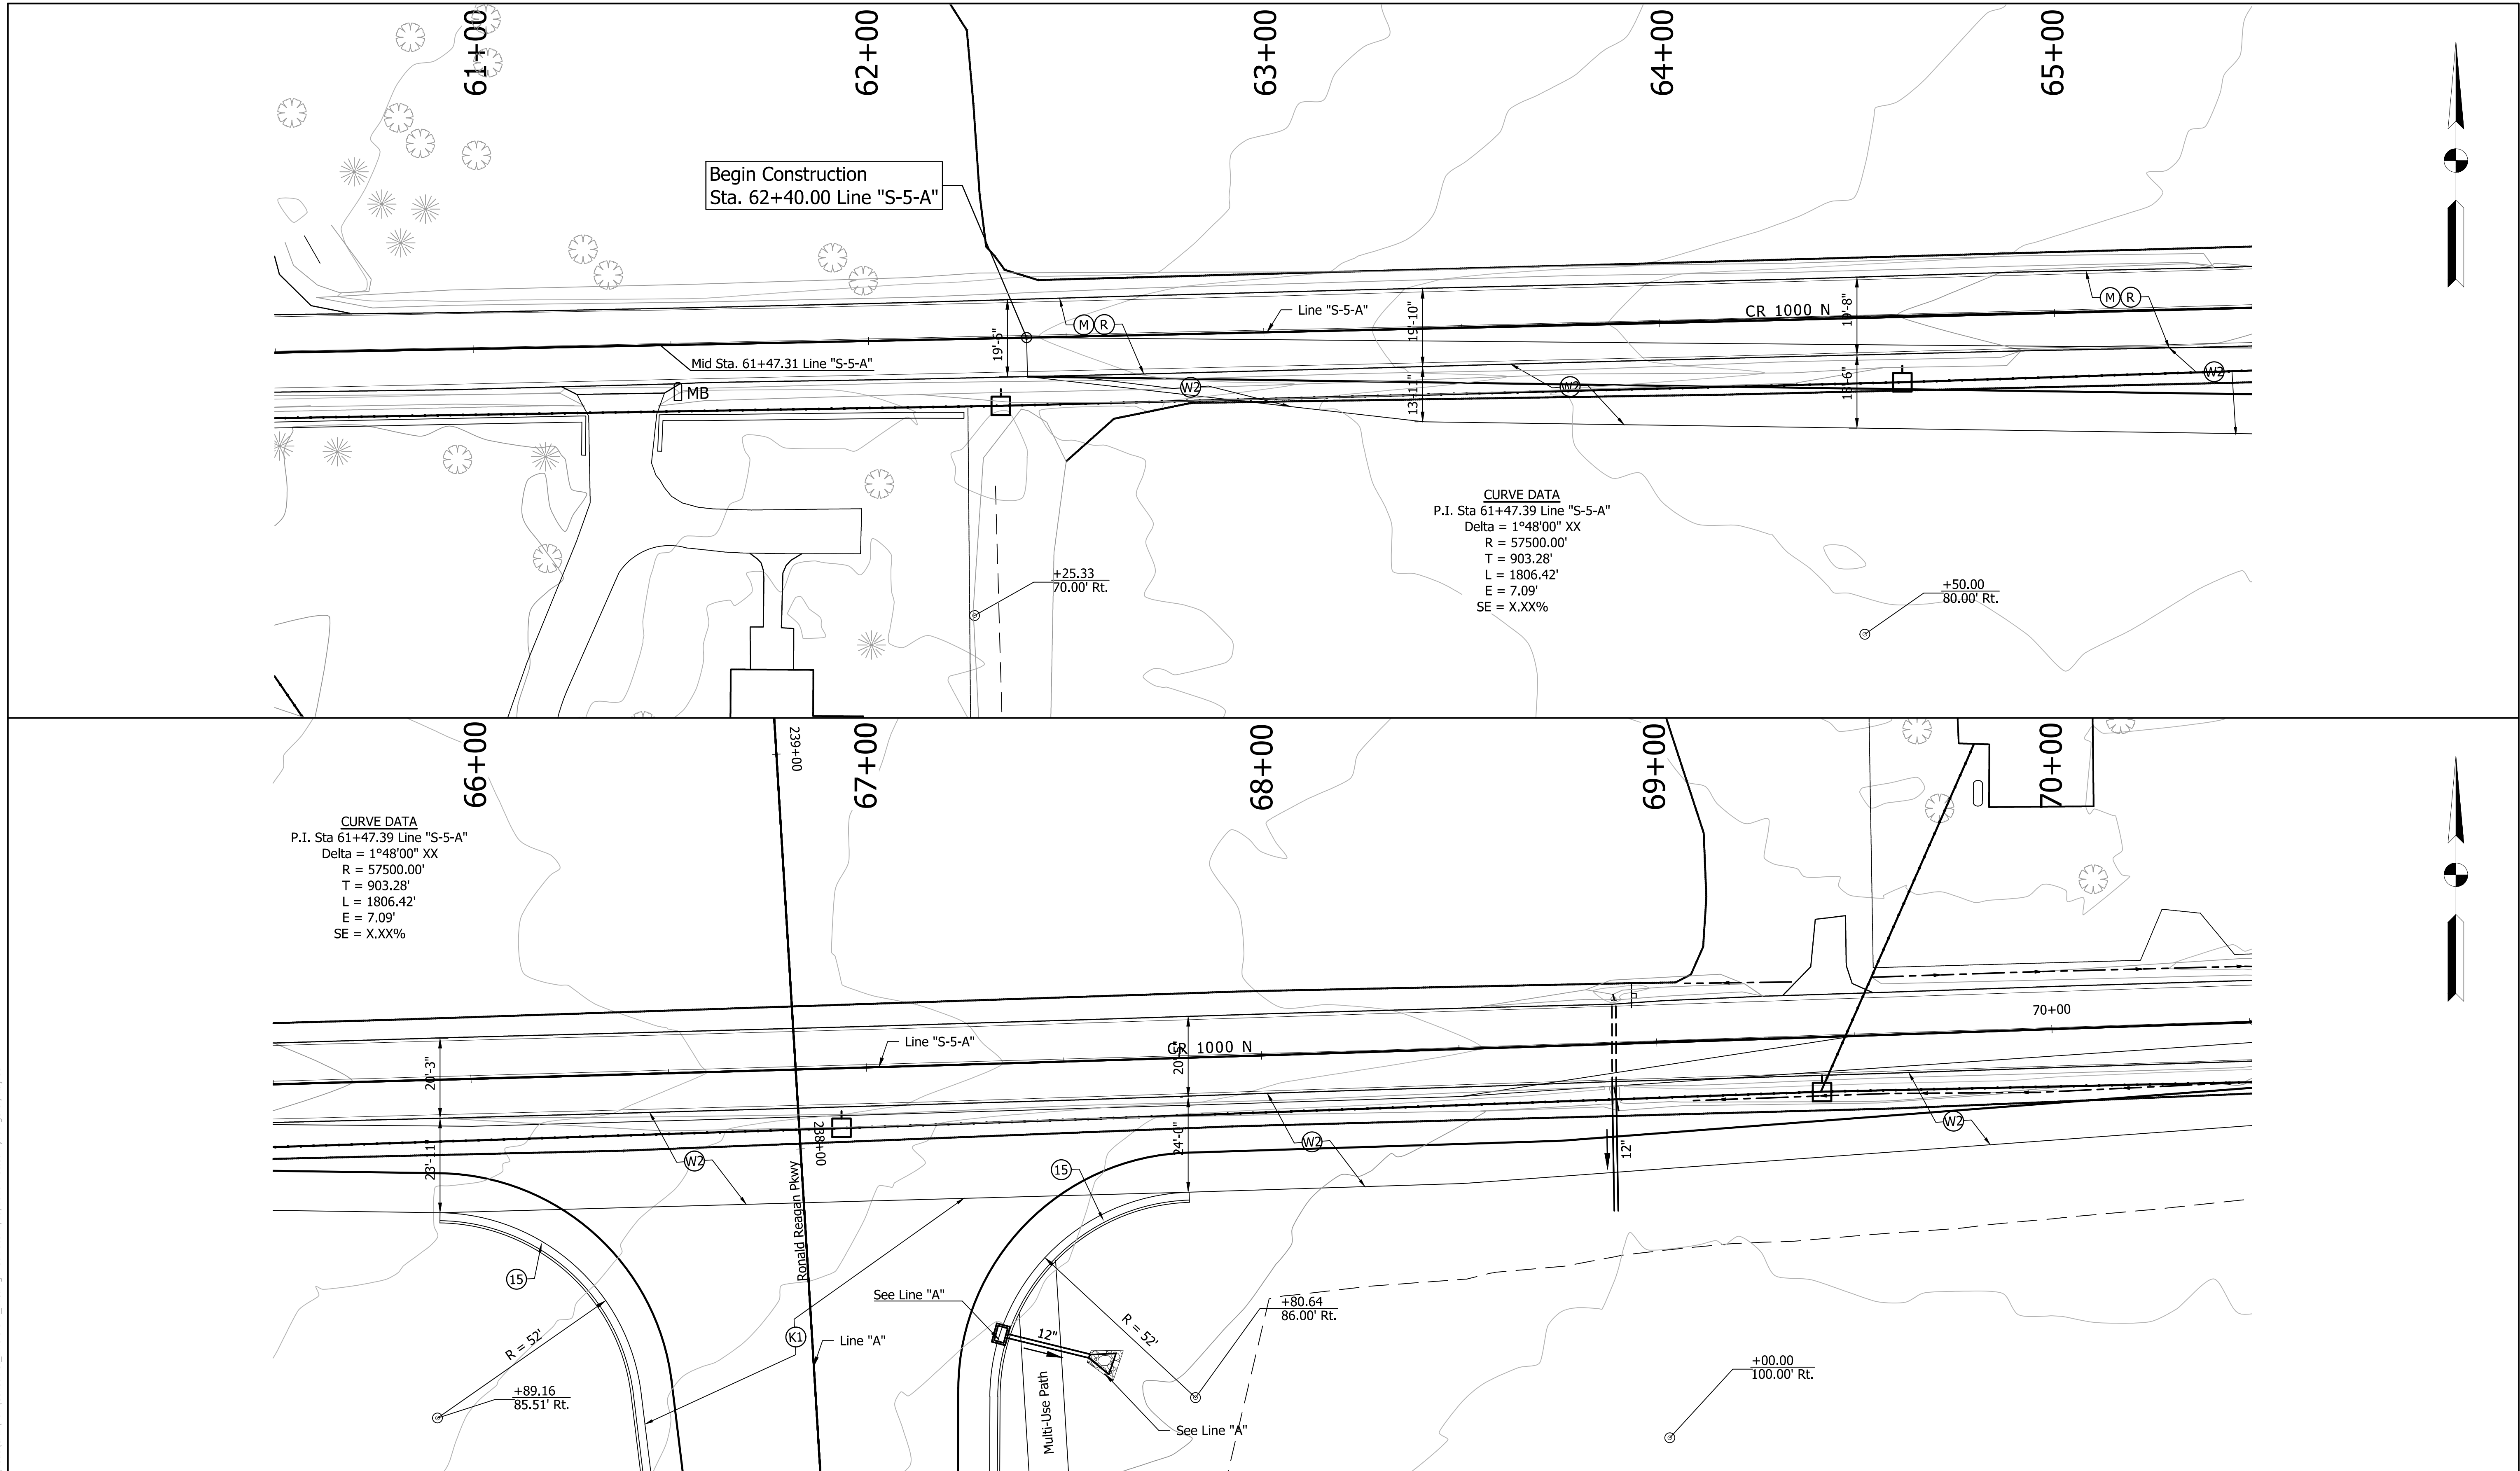 61+00
62+00
63+00
64+00
65+00
Begin Construction
Sta. 62+40.00 Line "S-5-A"
Line "S-5-A"
CR 1000 N
M R
M R
19'-10"
19'-8"
Mid Sta. 61+47.31 Line "S-5-A"
MB
W2
W2
W2
13'-11"
CURVE DATA
P.I. Sta 61+47.39 Line "S-5-A"
Delta = 1°48'00" XX
R = 57500.00'
T = 903.28'
L = 1806.42'
E = 7.09'
SE = X.XX%
+25.33
70.00' Rt.
+50.00
80.00' Rt.
66+00
239+00
67+00
68+00
69+00
70+00
CURVE DATA
P.I. Sta 61+47.39 Line "S-5-A"
Delta = 1°48'00" XX
R = 57500.00'
T = 903.28'
L = 1806.42'
E = 7.09'
SE = X.XX%
70+00
Line "S-5-A"
CR 1000 N
20'-3"
238+00
W2
W2
W2
23'-11"
24'-0"
12"
Ronald Reagan Pkwy
15
15
See Line "A"
K1
Line "A"
R = 52'
R = 52'
12"
Multi-Use Path
+80.64
86.00' Rt.
+89.16
85.51' Rt.
+00.00
100.00' Rt.
See Line "A"